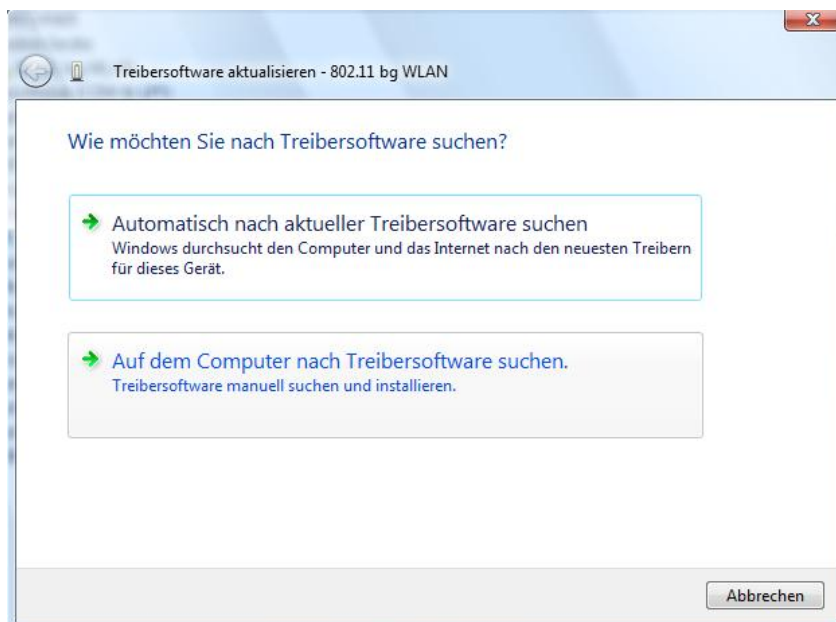 Treibersoftware aktualisieren - 802.11 bg WLAN
Wie möchten Sie nach Treibersoftware suchen?
Automatisch nach aktueller Treibersoftware suchen
Windows durchsucht den Computer und das Internet nach den neuesten Treibern
für dieses Gerät.
Auf dem Computer nach Treibersoftware suchen.
Treibersoftware manuell suchen und installieren.
Abbrechen